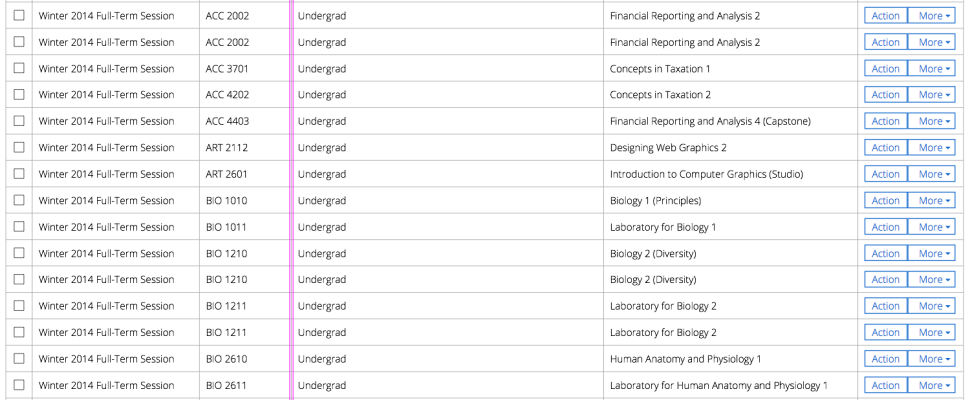 Winter 2014 Full-Term Session ACC 2002 Undergrad Financial Reporting and Analysis 2 Action More
Winter 2014 Full-Term Session ACC 2002 Undergrad Financial Reporting and Analysis 2 Action More
Winter 2014 Full-Term Session ACC 3701 Undergrad Concepts in Taxation 1 Action More
Winter 2014 Full-Term Session ACC 4202 Undergrad Concepts in Taxation 2 Action More
Winter 2014 Full-Term Session ACC 4403 Undergrad Financial Reporting and Analysis 4 (Capstone) Action More
Winter 2014 Full-Term Session ART 2112 Undergrad Designing Web Graphics 2 Action More
Winter 2014 Full-Term Session ART 2601 Undergrad Introduction to Computer Graphics (Studio) Action More
Winter 2014 Full-Term Session BIO 1010 Undergrad Biology 1 (Principles) Action More
Winter 2014 Full-Term Session BIO 1011 Undergrad Laboratory for Biology 1 Action More
Winter 2014 Full-Term Session BIO 1210 Undergrad Biology 2 (Diversity) Action More
Winter 2014 Full-Term Session BIO 1210 Undergrad Biology 2 (Diversity) Action More
Winter 2014 Full-Term Session BIO 1211 Undergrad Laboratory for Biology 2 Action More
Winter 2014 Full-Term Session BIO 1211 Undergrad Laboratory for Biology 2 Action More
Winter 2014 Full-Term Session BIO 2610 Undergrad Human Anatomy and Physiology 1 Action More
Winter 2014 Full-Term Session BIO 2611 Undergrad Laboratory for Human Anatomy and Physiology 1 Action More